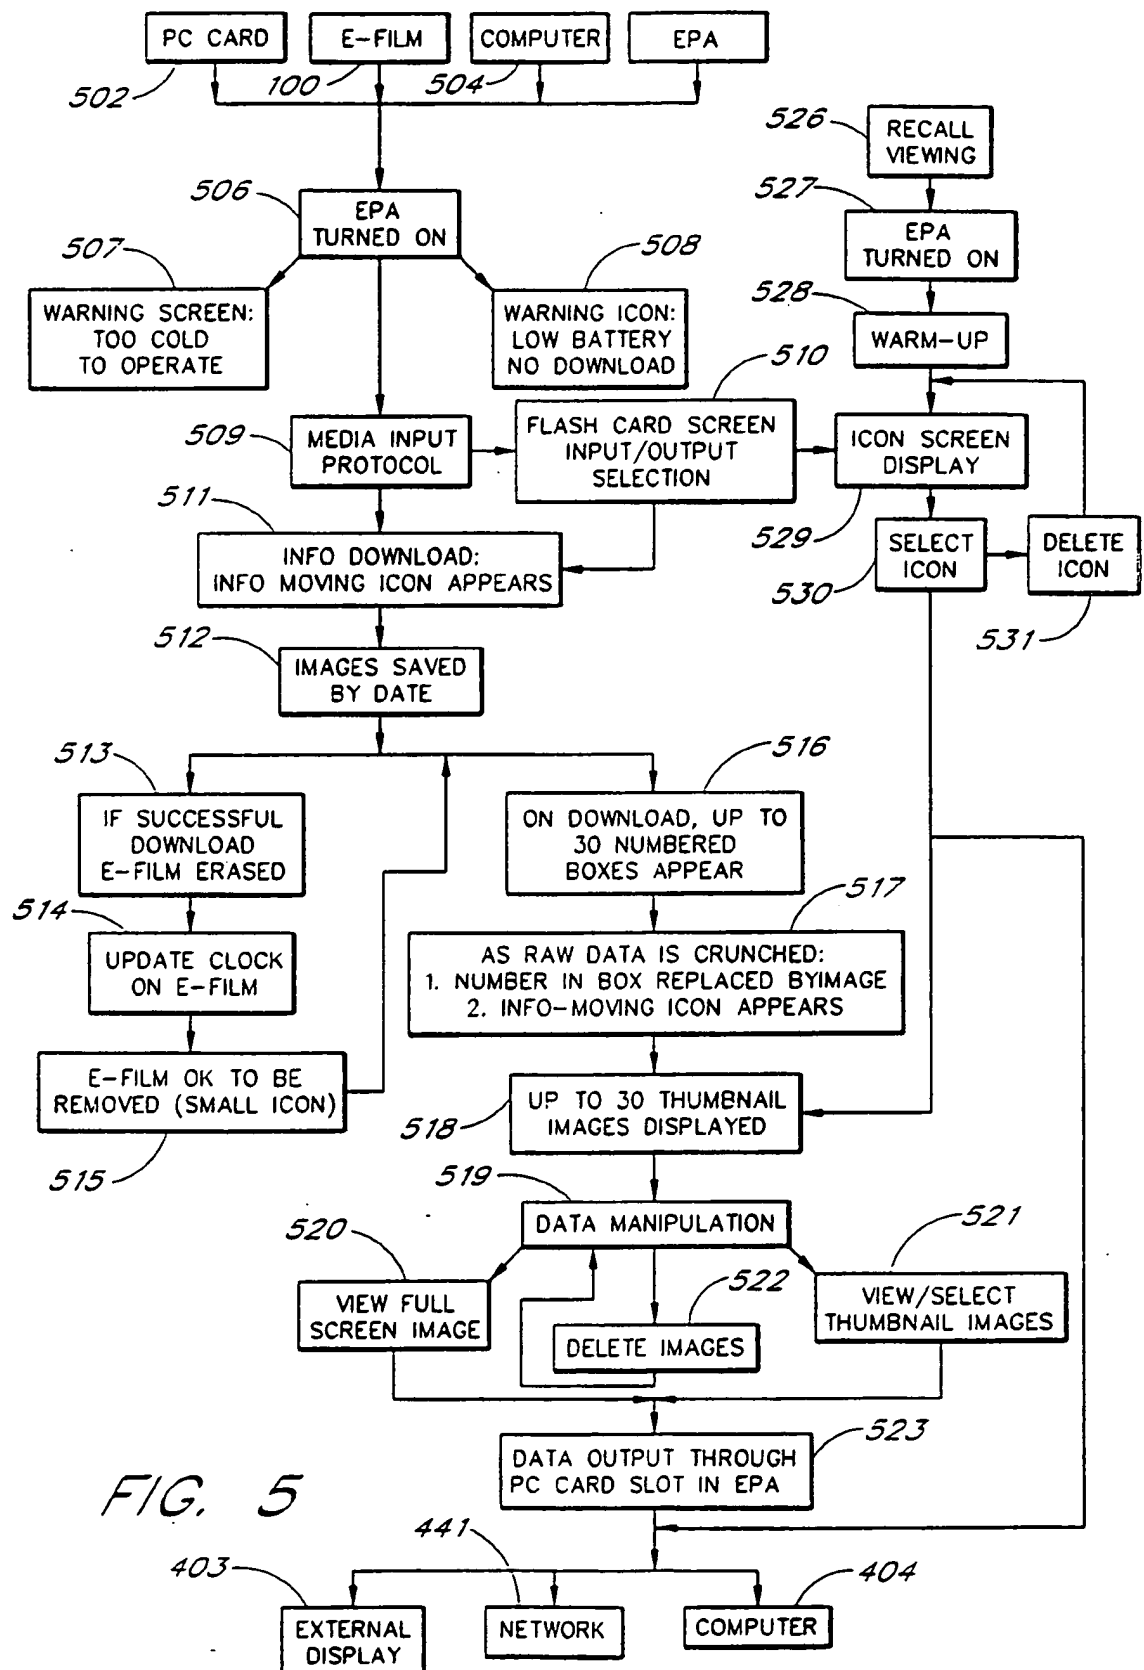 PC CARD
E-FILM
COMPUTER
EPA
502
100
504
526
RECALL
VIEWING
506
EPA
TURNED ON
527
EPA
TURNED ON
507
WARNING SCREEN:
TOO COLD
TO OPERATE
508
WARNING ICON:
LOW BATTERY
NO DOWNLOAD
528
WARM-UP
509
MEDIA INPUT
PROTOCOL
510
FLASH CARD SCREEN
INPUT/OUTPUT
SELECTION
ICON SCREEN
DISPLAY
529
511
INFO DOWNLOAD:
INFO MOVING ICON APPEARS
SELECT
ICON
530
DELETE
ICON
531
512
IMAGES SAVED
BY DATE
513
IF SUCCESSFUL
DOWNLOAD
E-FILM ERASED
516
ON DOWNLOAD, UP TO
30 NUMBERED
BOXES APPEAR
514
UPDATE CLOCK
ON E-FILM
517
AS RAW DATA IS CRUNCHED:
1. NUMBER IN BOX REPLACED BYIMAGE
2. INFO-MOVING ICON APPEARS
E-FILM OK TO BE
REMOVED (SMALL ICON)
515
518
UP TO 30 THUMBNAIL
IMAGES DISPLAYED
519
DATA MANIPULATION
520
VIEW FULL
SCREEN IMAGE
522
DELETE IMAGES
521
VIEW/SELECT
THUMBNAIL IMAGES
523
DATA OUTPUT THROUGH
PC CARD SLOT IN EPA
FIG. 5
403
EXTERNAL
DISPLAY
441
NETWORK
404
COMPUTER